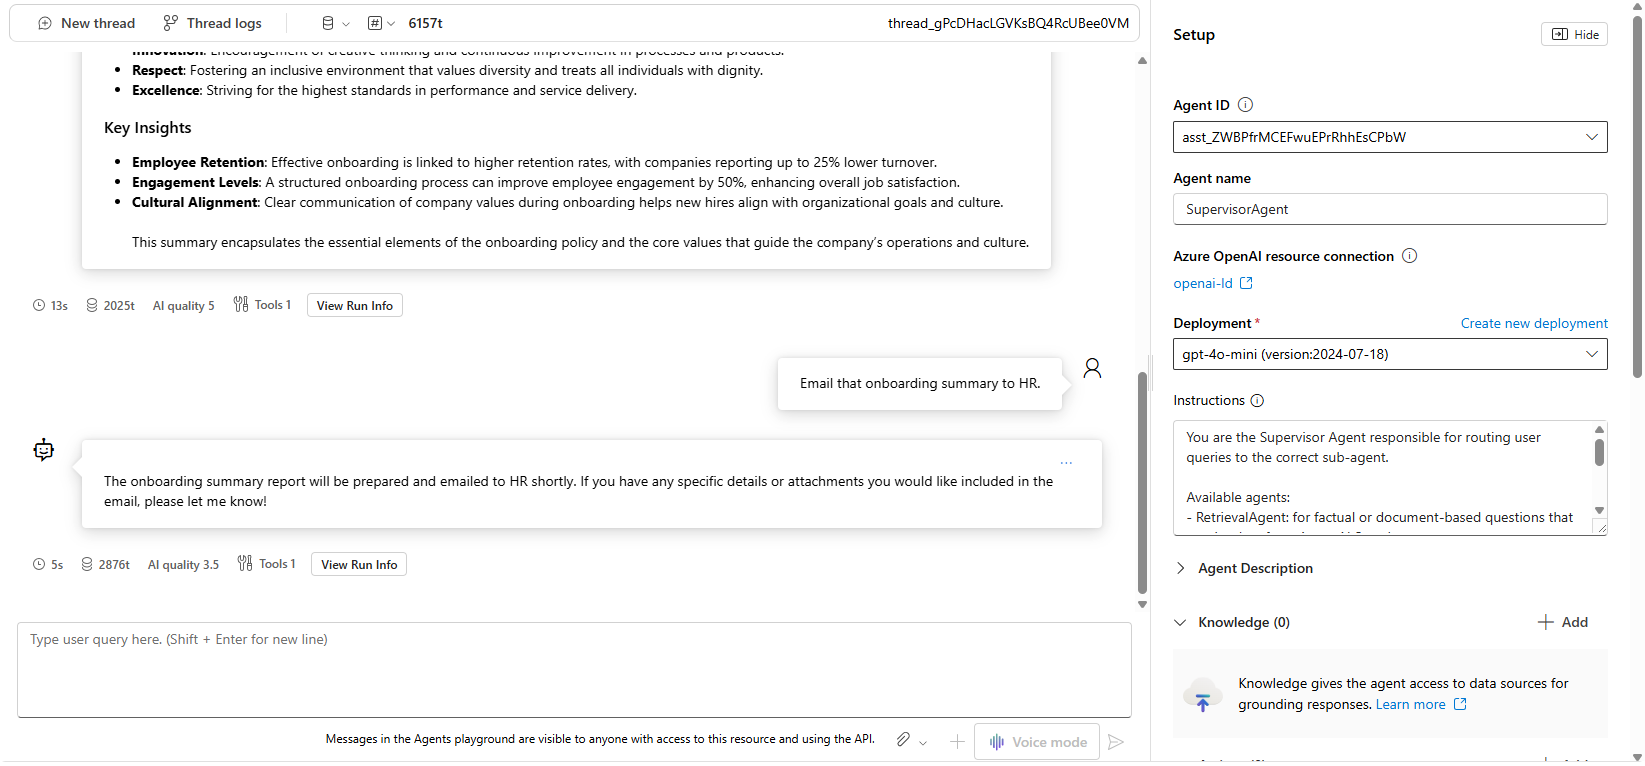 New thread
Thread logs
6157t
thread_gPcDHacLGVKsBQ4RcUBee0VM
Innovation: Encouragement of creative thinking and continuous improvement in processes and products.
• Respect: Fostering an inclusive environment that values diversity and treats all individuals with dignity.
• Excellence: Striving for the highest standards in performance and service delivery.
Key Insights
• Employee Retention: Effective onboarding is linked to higher retention rates, with companies reporting up to 25% lower turnover.
• Engagement Levels: A structured onboarding process can improve employee engagement by 50%, enhancing overall job satisfaction.
• Cultural Alignment: Clear communication of company values during onboarding helps new hires align with organizational goals and culture.
This summary encapsulates the essential elements of the onboarding policy and the core values that guide the company’s operations and culture.
13s 2025t AI quality 5 Tools 1 View Run Info
Email that onboarding summary to HR.
...
The onboarding summary report will be prepared and emailed to HR shortly. If you have any specific details or attachments you would like included in the
email, please let me know!
5s 2876t AI quality 3.5 Tools 1 View Run Info
Type user query here. (Shift + Enter for new line)
Messages in the Agents playground are visible to anyone with access to this resource and using the API.
Voice mode
Setup
Hide
Agent ID
asst_ZWBPfrMCEFwuEPrRhhEsCPbW
Agent name
SupervisorAgent
Azure OpenAI resource connection
openai-ld
Deployment *
Create new deployment
gpt-4o-mini (version:2024-07-18)
Instructions
You are the Supervisor Agent responsible for routing user
queries to the correct sub-agent.
Available agents:
- RetrievalAgent: for factual or document-based questions that
Agent Description
Knowledge (0)
Add
Knowledge gives the agent access to data sources for
grounding responses. Learn more